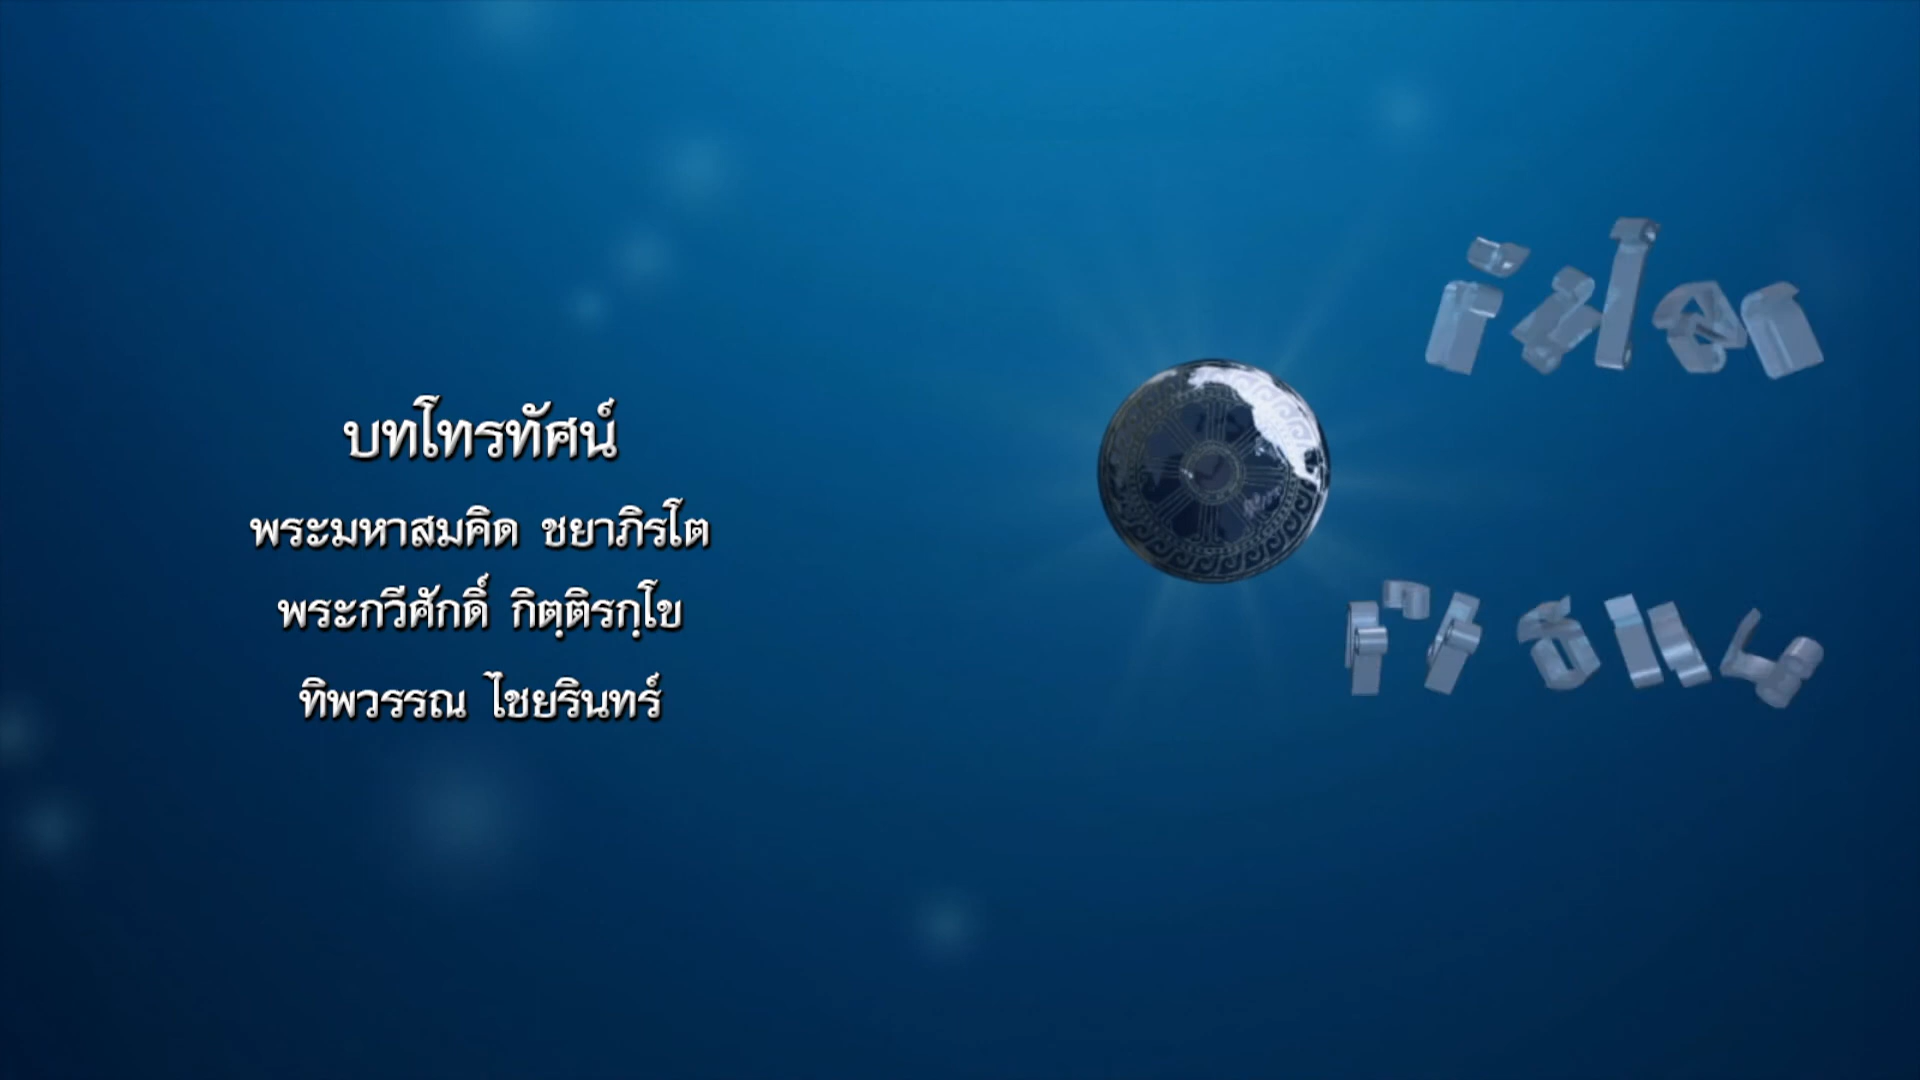 บทโทรทัศน์
พระมหาสมคิด ชยาภิรโต
พระกวีศักดิ์ กิตฺติรกฺโข
ทิพวรรณ ไชยรินทร์